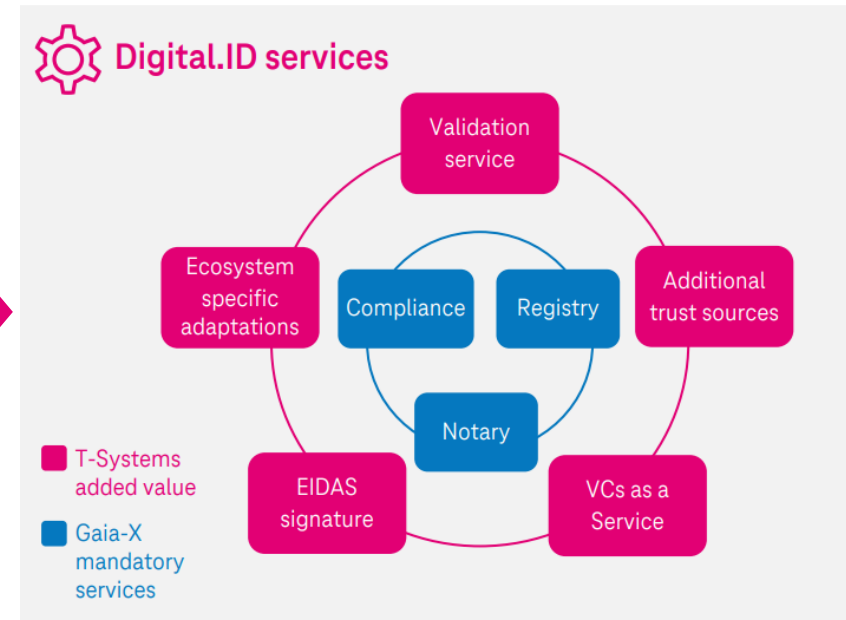 Digital.ID services
Validation
service
Ecosystem
specific
adaptations
Compliance
Registry
Additional
trust sources
Notary
EIDAS
signature
VCs as a
Service
T-Systems
added value
Gaia-X
mandatory
services